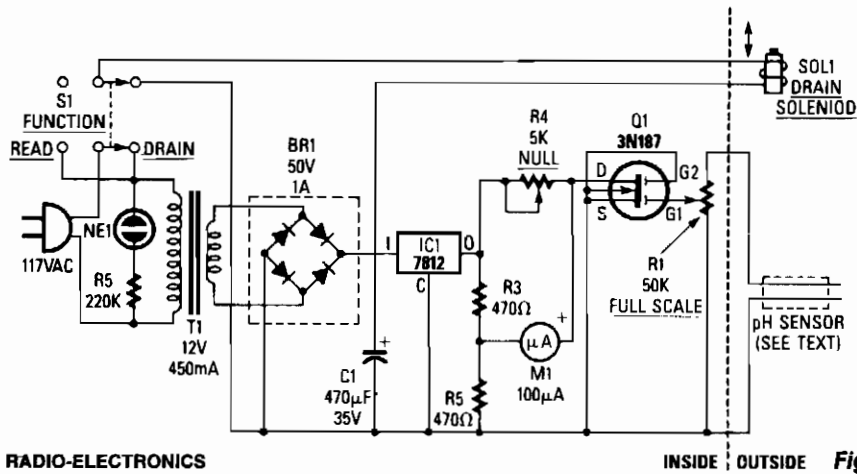 S1
FUNCTION
READ
DRAIN
117VAC
NE1
R5
220K
T1
12V
450mA
BR1
50V
1A
C1
470µF
35V
+
I
IC1
7812
O
C
R3
470Ω
R5
470Ω
R4
5K
NULL
+
µA
M1
100µA
Q1
3N187
D
S
G2
G1
R1
50K
FULL SCALE
SOL1
DRAIN
SOLENIOD
pH SENSOR
(SEE TEXT)
RADIO-ELECTRONICS
INSIDE
OUTSIDE
Fig